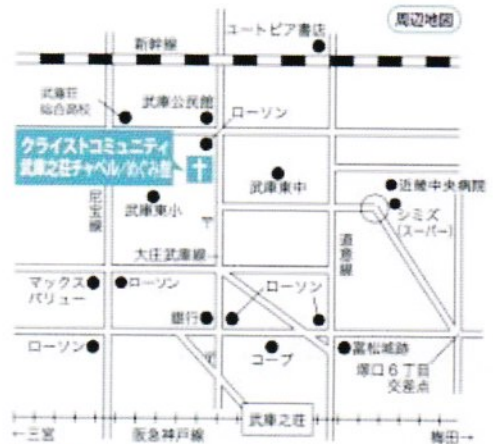 周辺地図
ユートピア書店
新幹線
武庫荘
総合高校
武庫公民館
ローソン
クライストコミュニティ
武庫之荘チャペル/めぐみ館
武庫東中
近畿中央病院
シミズ
(スーパー)
武庫東小
尼宝線
〒
大庄武庫線
道意線
マックス
バリュー
ローソン
ローソン
銀行
ローソン
コープ
富松城跡
塚口6丁目
交差点
武庫之荘
←三宮
阪急神戸線
梅田→